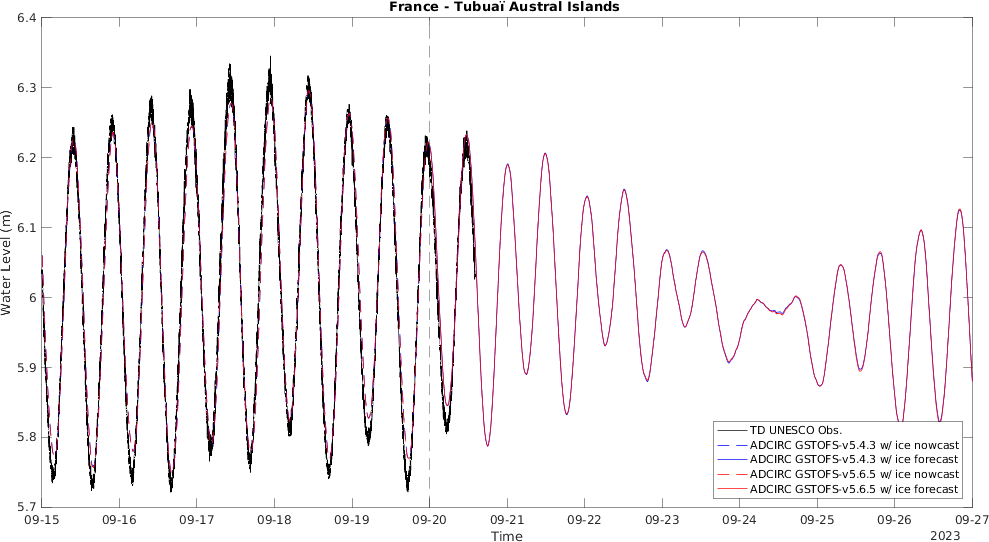 France - Tubuaï Austral Islands
Water Level (m)
6.4
6.3
6.2
6.1
6
5.9
5.8
5.7
TD UNESCO Obs.
ADCIRC GSTOFS-v5.4.3 w/ ice nowcast
ADCIRC GSTOFS-v5.4.3 w/ ice forecast
ADCIRC GSTOFS-v5.6.5 w/ ice nowcast
ADCIRC GSTOFS-v5.6.5 w/ ice forecast
09-15 09-16 09-17 09-18 09-19 09-20 09-21 09-22 09-23 09-24 09-25 09-26 09-27
Time
2023